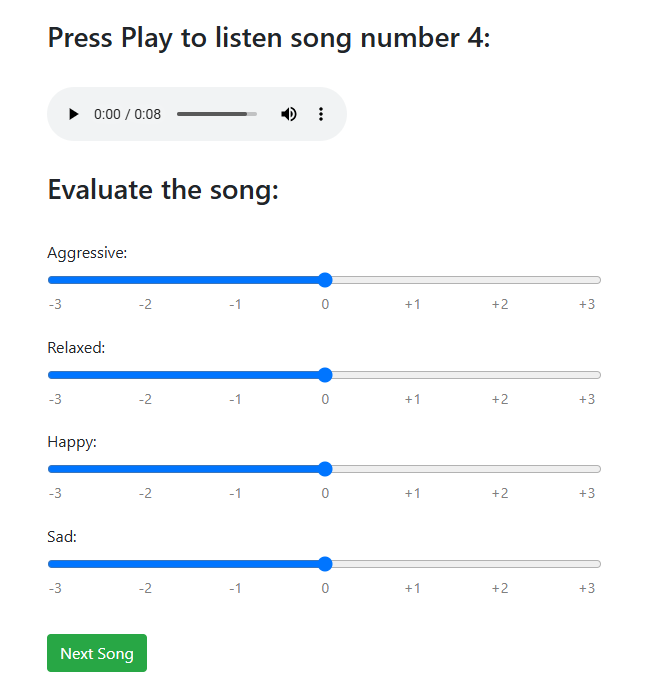 Press Play to listen song number 4:
0:00 / 0:08
Evaluate the song:
Aggressive:
-3 -2 -1 0 +1 +2 +3
Relaxed:
-3 -2 -1 0 +1 +2 +3
Happy:
-3 -2 -1 0 +1 +2 +3
Sad:
-3 -2 -1 0 +1 +2 +3
Next Song